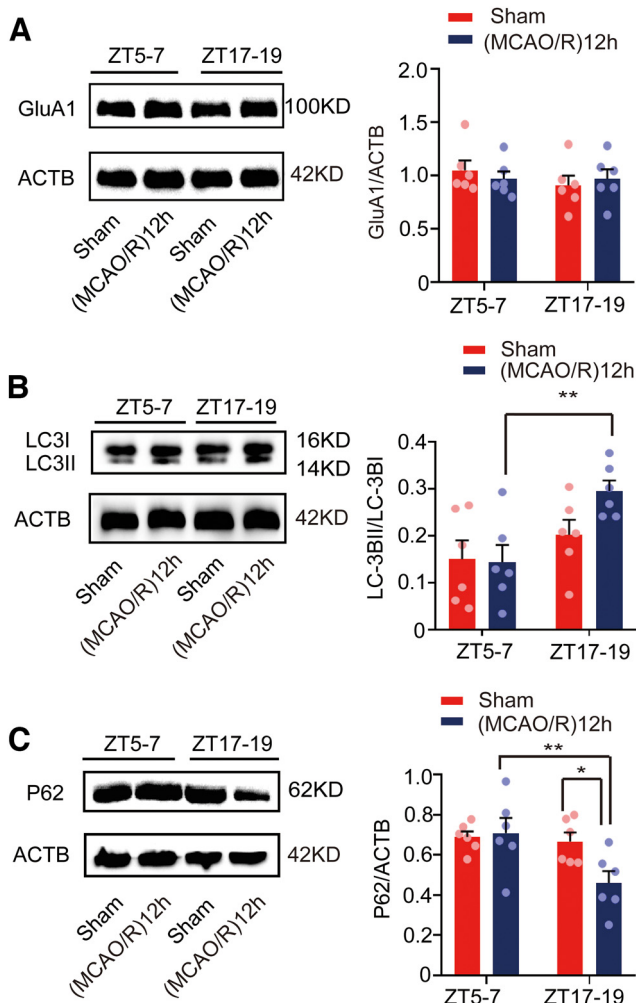 A
ZT5-7 ZT17-19
GluA1 100KD
ACTB 42KD
Sham (MCAO/R)12h Sham (MCAO/R)12h
Sham
(MCAO/R)12h
GluA1/ACTB
2.0
1.5
1.0
0.5
0
ZT5-7 ZT17-19
B
ZT5-7 ZT17-19
LC3I 16KD
LC3II 14KD
ACTB 42KD
Sham (MCAO/R)12h Sham (MCAO/R)12h
Sham
(MCAO/R)12h
**
LC-3BII/LC-3BI
0.4
0.3
0.2
0.1
0
ZT5-7 ZT17-19
C
ZT5-7 ZT17-19
P62 62KD
ACTB 42KD
Sham (MCAO/R)12h Sham (MCAO/R)12h
Sham
(MCAO/R)12h
**
*
P62/ACTB
1.0
0.8
0.6
0.4
0.2
0
ZT5-7 ZT17-19